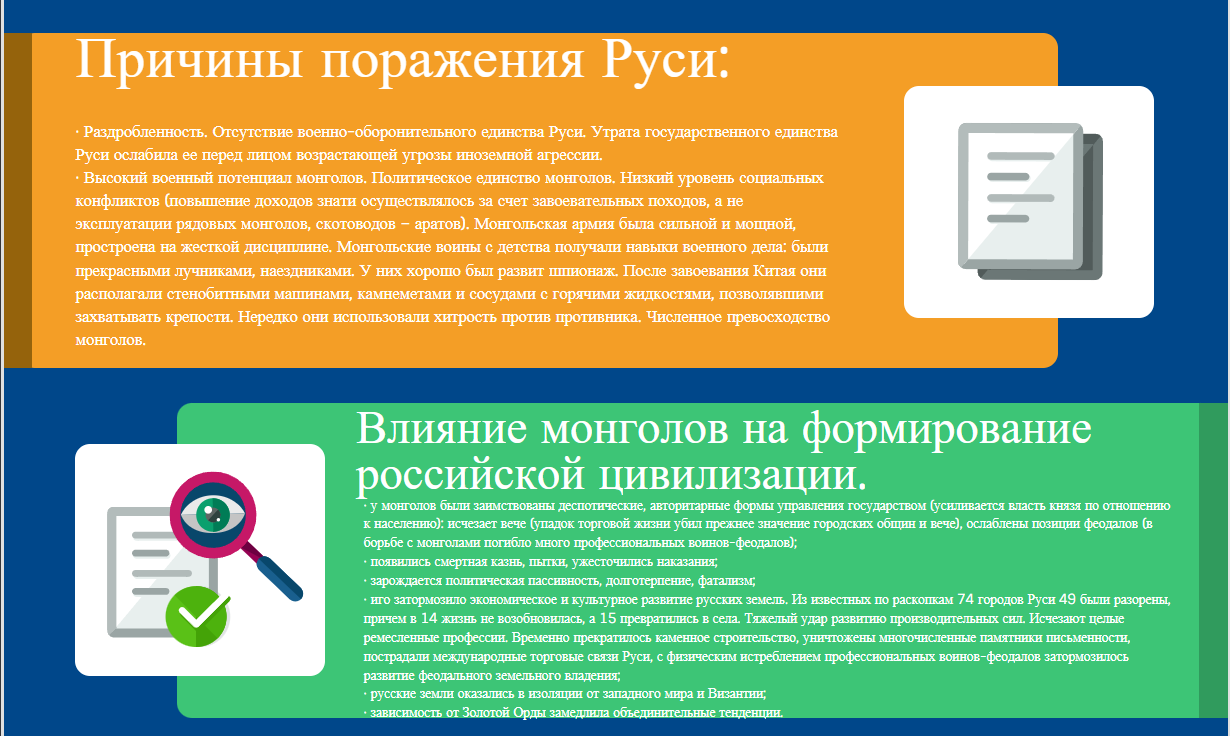 Причины поражения Руси:
· Раздробленность. Отсутствие военно-оборонительного единства Руси. Утрата государственного единства
Руси ослабила ее перед лицом возрастающей угрозы иноземной агрессии.
· Высокий военный потенциал монголов. Политическое единство монголов. Низкий уровень социальных
конфликтов (повышение доходов знати осуществлялось за счет завоевательных походов, а не
эксплуатации рядовых монголов, скотоводов – аратов). Монгольская армия была сильной и мощной,
простроена на жесткой дисциплине. Монгольские воины с детства получали навыки военного дела: были
прекрасными лучниками, наездниками. У них хорошо был развит шпионаж. После завоевания Китая они
располагали стенобитными машинами, камнеметами и сосудами с горячими жидкостями, позволявшими
захватывать крепости. Нередко они использовали хитрость против противника. Численное превосходство
монголов.
Влияние монголов на формирование
российской цивилизации.
· у монголов были заимствованы деспотические, авторитарные формы управления государством (усиливается власть князя по отношению
к населению): исчезает вече (упадок торговой жизни убил прежнее значение городских общин и вече), ослаблены позиции феодалов (в
борьбе с монголами погибло много профессиональных воинов-феодалов);
· появились смертная казнь, пытки, ужесточились наказания;
· зарождается политическая пассивность, долготерпение, фатализм;
· иго затормозило экономическое и культурное развитие русских земель. Из известных по раскопкам 74 городов Руси 49 были разорены,
причем в 14 жизнь не возобновилась, а 15 превратились в села. Тяжелый удар развитию производительных сил. Исчезают целые
ремесленные профессии. Временно прекратилось каменное строительство, уничтожены многочисленные памятники письменности,
пострадали международные торговые связи Руси, с физическим истреблением профессиональных воинов-феодалов затормозилось
развитие феодального земельного владения;
· русские земли оказались в изоляции от западного мира и Византии;
· зависимость от Золотой Орды замедлила объединительные тенденции.